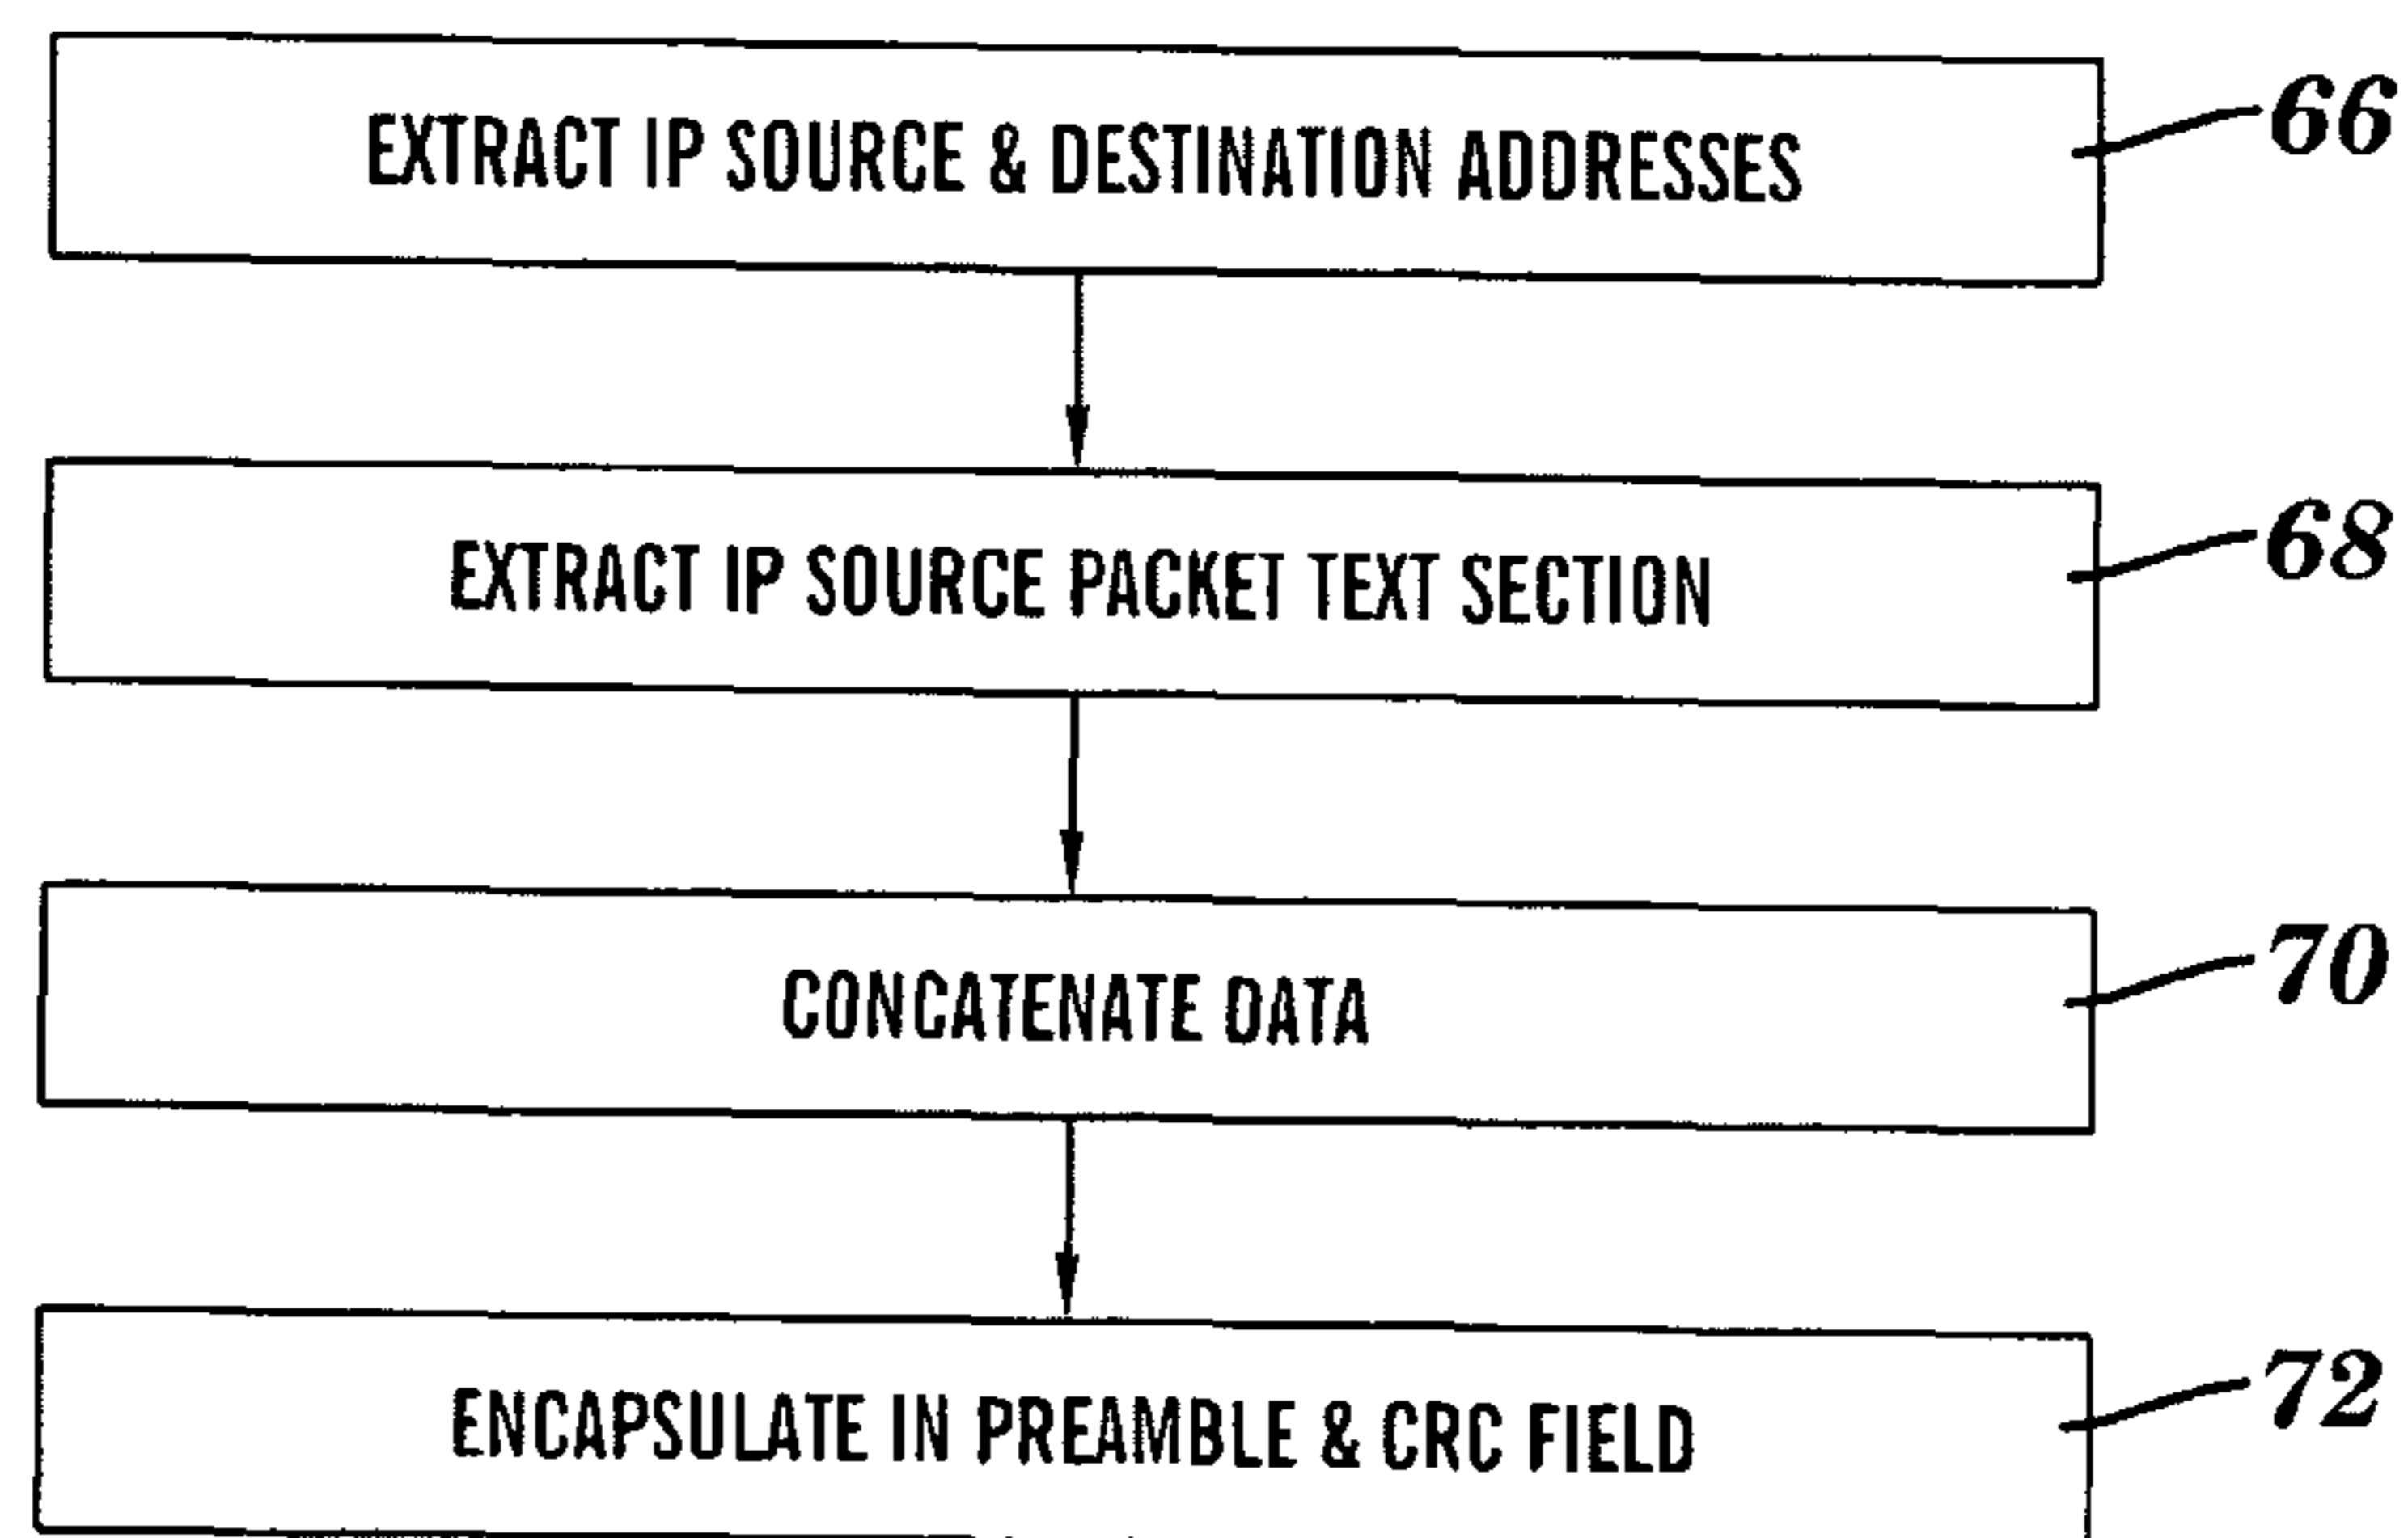 EXTRACT IP SOURCE & DESTINATION ADDRESSES
66
EXTRACT IP SOURCE PACKET TEXT SECTION
68
CONCATENATE DATA
70
ENCAPSULATE IN PREAMBLE & CRC FIELD
72